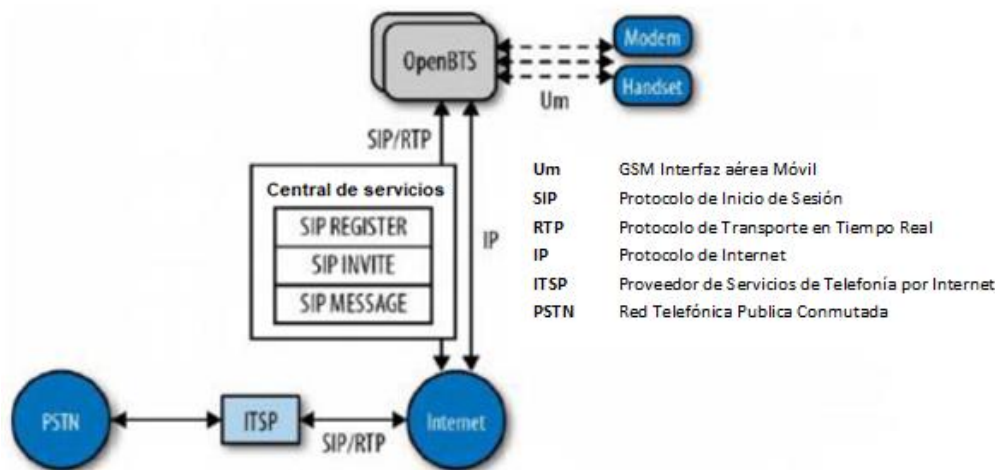 OpenBTS
Modem
Handset
Um
SIP/RTP
Central de servicios
SIP REGISTER
SIP INVITE
SIP MESSAGE
IP
Um GSM Interfaz aérea Móvil
SIP Protocolo de Inicio de Sesión
RTP Protocolo de Transporte en Tiempo Real
IP Protocolo de Internet
ITSP Proveedor de Servicios de Telefonía por Internet
PSTN Red Telefónica Publica Conmutada
PSTN
ITSP
SIP/RTP
Internet